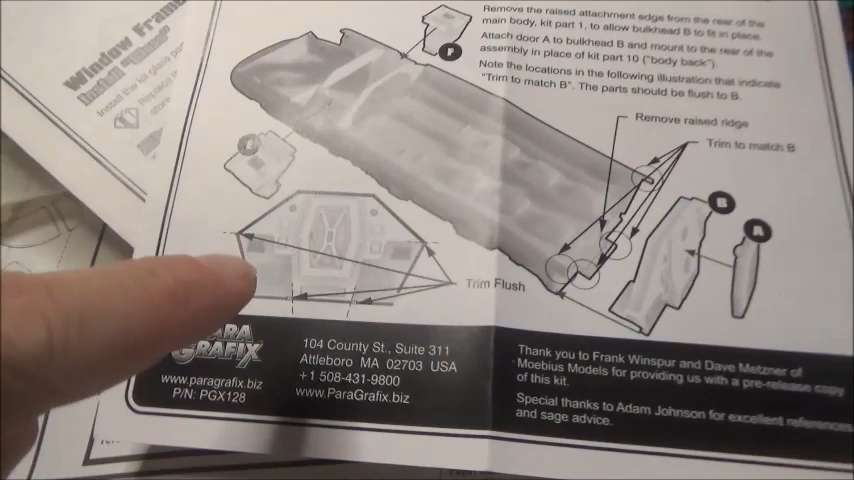 Window Frame
Install the kit glass
Replace
store
Remove the raised attachment edge from the rear of the
main body, kit part 1, to allow bulkhead B to fit in place.
Attach door A to bulkhead B and mount to the rear of the
assembly in place of kit part 10 ("body back").
Note the locations in the following illustration that indicate
"Trim to match B". The parts should be flush to B.
F
Remove raised ridge
Trim to match B
B
A
Trim Flush
PARA
GRAFIX
www.paragrafix.biz
P/N: PGX128
104 County St., Suite 311
Attleboro MA 02703 USA
+1 508-431-9800
www.ParaGrafix.biz
Thank you to Frank Winspur and Dave Metzner of
Moebius Models for providing us with a pre-release copy
of this kit.
Special thanks to Adam Johnson for excellent references
and sage advice.